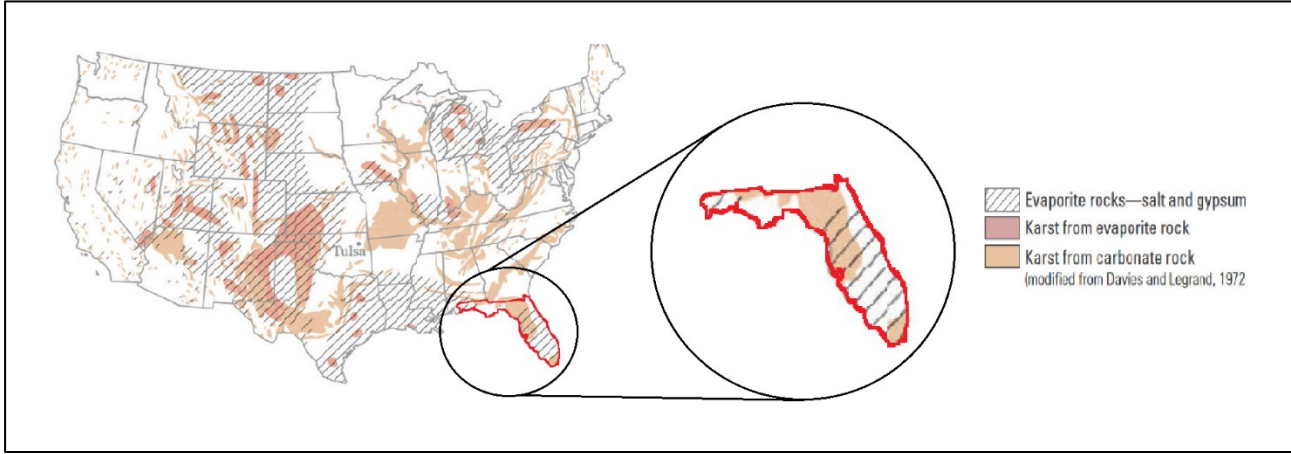 Tulsa
Evaporite rocks—salt and gypsum
Karst from evaporite rock
Karst from carbonate rock
(modified from Davies and Legrand, 1972